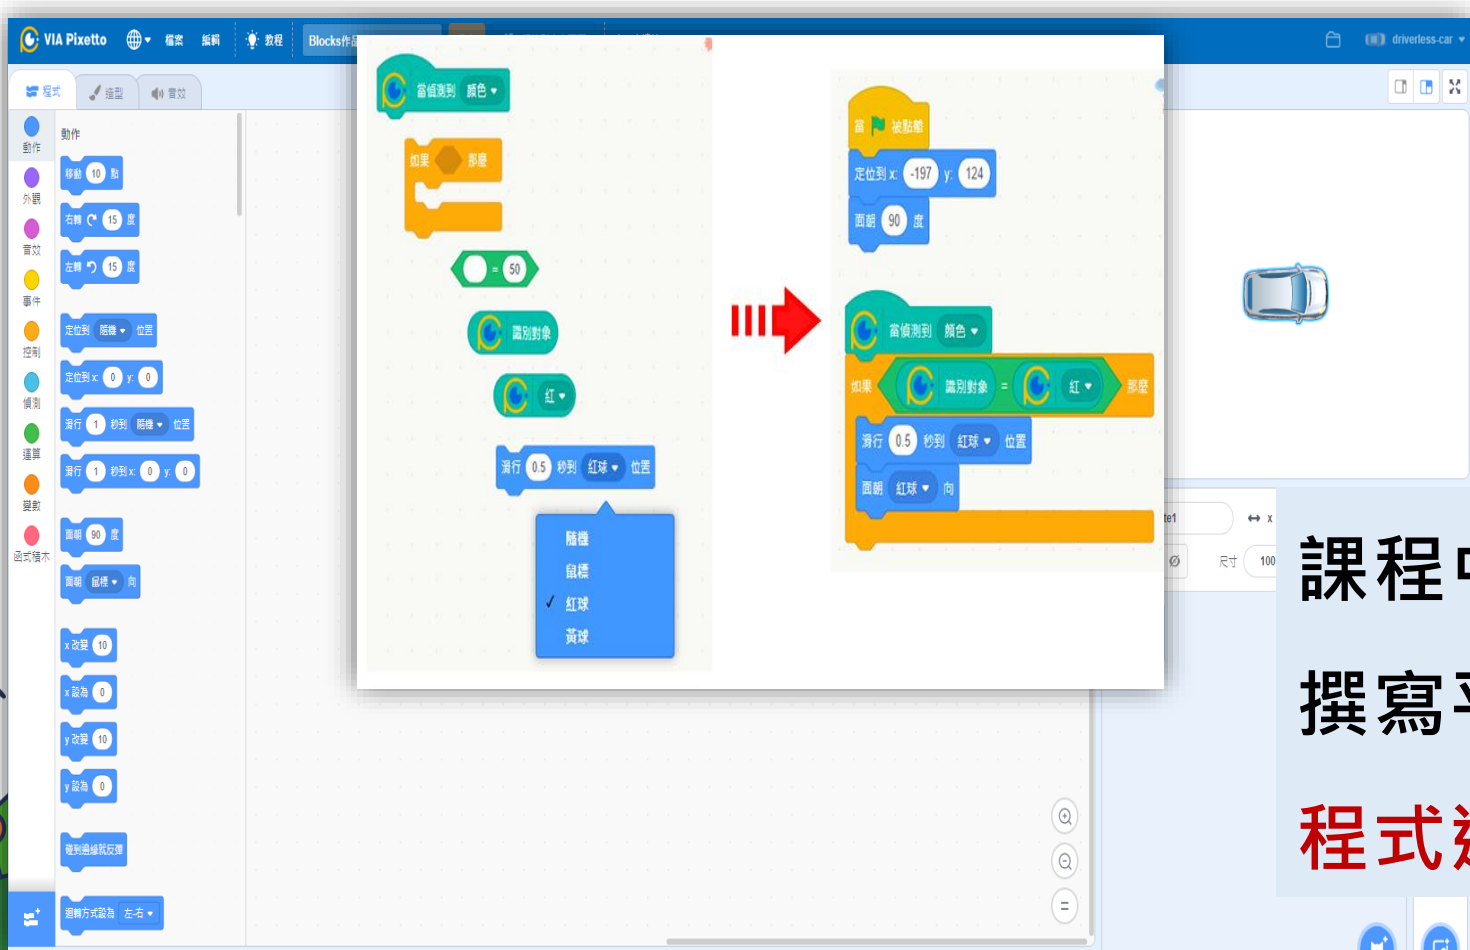 VIA Pixetto 檔案 編輯 教程 Blocks作
driverless-car
程式 造型 音效
動作
外觀
音效
事件
控制
偵測
運算
變數
函式積木
動作
移動 10 點
右轉 15 度
左轉 15 度
定位到 隨機 位置
定位到 x: 0 y: 0
滑行 1 秒到 隨機 位置
滑行 1 秒到 x: 0 y: 0
面朝 90 度
面朝 鼠標 向
x 改變 10
x 設為 0
y 改變 10
y 設為 0
碰到邊緣就反彈
迴轉方式設為 左-右
當偵測到 顏色
如果 那麼
= 50
識別對象
紅
滑行 0.5 秒到 紅球 位置
隨機
鼠標
✓ 紅球
黃球
當 被點擊
定位到 x: -197 y: 124
面朝 90 度
當偵測到 顏色
如果 識別對象 = 紅 那麼
滑行 0.5 秒到 紅球 位置
面朝 紅球 向
te1 x
尺寸 100
課程
撰寫
程式